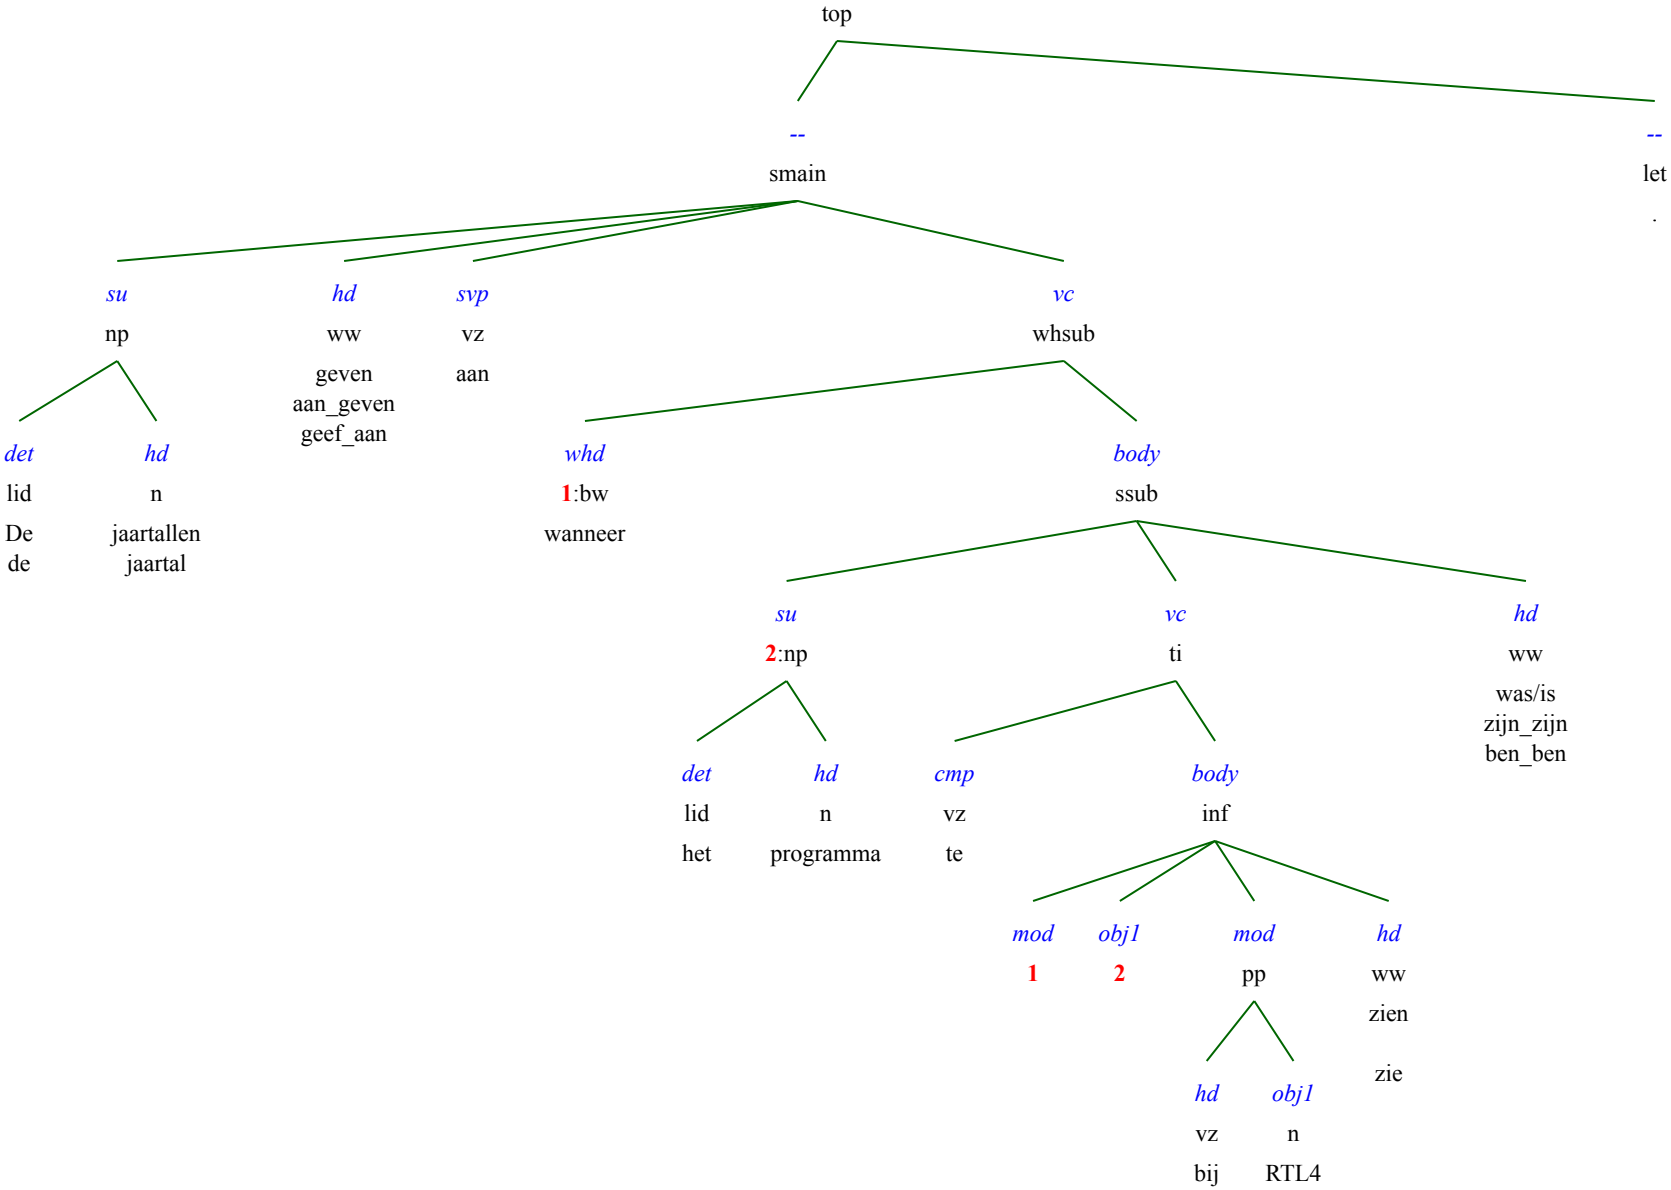 top
-- --
smain let
.
su hd svp vc
np ww vz whsub
geven aan
aan_geven
geef_aan
det hd whd body
lid n 1:bw ssub
De jaartallen wanneer
de jaartal
su vc hd
2:np ti ww
was/is
zijn_zijn
ben_ben
det hd cmp body
lid n vz inf
het programma te
mod obj1 mod hd
1 2 pp ww
zien
zie
hd obj1
vz n
bij RTL4